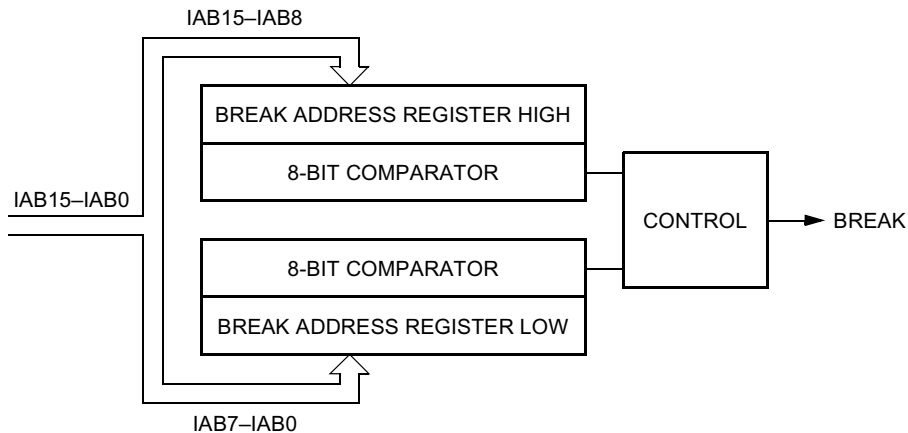 IAB15–IAB8
BREAK ADDRESS REGISTER HIGH
8-BIT COMPARATOR
IAB15–IAB0
CONTROL
BREAK
8-BIT COMPARATOR
BREAK ADDRESS REGISTER LOW
IAB7–IAB0